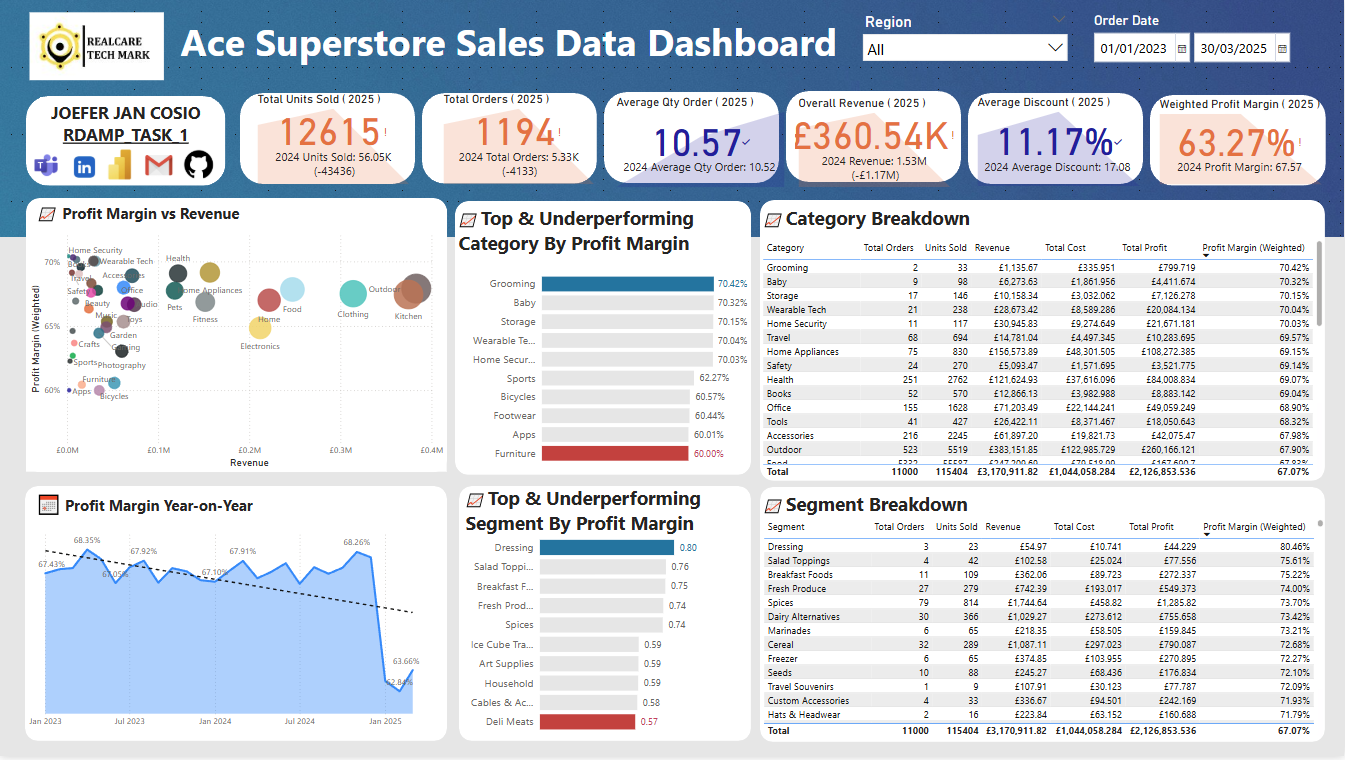 REALCARE
TECH MARK
Ace Superstore Sales Data Dashboard
Region
All
Order Date
01/01/2023
30/03/2025
JOEFER JAN COSIO
RDAMP_TASK_1
Total Units Sold ( 2025 )
12615!
2024 Units Sold: 56.05K
(-43436)
Total Orders ( 2025 )
1194!
2024 Total Orders: 5.33K
(-4133)
Average Qty Order ( 2025 )
10.57
2024 Average Qty Order: 10.52
Overall Revenue ( 2025 )
£360.54K!
2024 Revenue: 1.53M
(-£1.17M)
Average Discount ( 2025 )
11.17%
2024 Average Discount: 17.08
Weighted Profit Margin ( 2025 )
63.27%!
2024 Profit Margin: 67.57
Profit Margin vs Revenue
Profit Margin (Weighted)
70%
65%
60%
Home Security
Wearable Tech
Travel
Safety
Office
Beauty
Music
Toys
Garden
Crafts
Sports
Photography
Furniture
Apps
Bicycles
Health
Home Appliances
Pets
Fitness
Home
Food
Electronics
Clothing
Outdoor
Kitchen
£0.0M
£0.1M
£0.2M
£0.3M
£0.4M
Revenue
Top & Underperforming
Category By Profit Margin
Grooming 70.42%
Baby 70.32%
Storage 70.15%
Wearable Te... 70.04%
Home Secur... 70.03%
Sports 62.27%
Bicycles 60.57%
Footwear 60.44%
Apps 60.01%
Furniture 60.00%
Category Breakdown
Category Total Orders Units Sold Revenue Total Cost Total Profit Profit Margin (Weighted)
Grooming 2 33 £1,135.67 £335.951 £799.719 70.42%
Baby 9 98 £6,273.63 £1,861.956 £4,411.674 70.32%
Storage 17 146 £10,158.34 £3,032.062 £7,126.278 70.15%
Wearable Tech 21 238 £28,673.42 £8,589.286 £20,084.134 70.04%
Home Security 11 117 £30,945.83 £9,274.649 £21,671.181 70.03%
Travel 68 694 £14,781.04 £4,497.345 £10,283.695 69.57%
Home Appliances 75 830 £156,573.89 £48,301.505 £108,272.385 69.15%
Safety 24 270 £5,093.47 £1,571.695 £3,521.775 69.14%
Health 251 2762 £121,624.93 £37,616.096 £84,008.834 69.07%
Books 52 570 £12,866.13 £3,982.988 £8,883.142 69.04%
Office 155 1628 £71,203.49 £22,144.241 £49,059.249 68.90%
Tools 41 427 £26,422.11 £8,371.467 £18,050.643 68.32%
Accessories 216 2245 £61,897.20 £19,821.73 £42,075.47 67.98%
Outdoor 523 5519 £383,151.85 £122,985.729 £260,166.121 67.90%
Total 11000 115404 £3,170,911.82 £1,044,058.284 £2,126,853.536 67.07%
Profit Margin Year-on-Year
67.43%
68.35%
67.05%
67.92%
67.10%
67.91%
68.26%
62.84%
63.66%
Jan 2023
Jul 2023
Jan 2024
Jul 2024
Jan 2025
Top & Underperforming
Segment By Profit Margin
Dressing 0.80
Salad Toppi... 0.76
Breakfast F... 0.75
Fresh Prod... 0.74
Spices 0.74
Ice Cube Tra... 0.59
Art Supplies 0.59
Household 0.59
Cables & Ac... 0.58
Deli Meats 0.57
Segment Breakdown
Segment Total Orders Units Sold Revenue Total Cost Total Profit Profit Margin (Weighted)
Dressing 3 23 £54.97 £10.741 £44.229 80.46%
Salad Toppings 4 42 £102.58 £25.024 £77.556 75.61%
Breakfast Foods 11 109 £362.06 £89.723 £272.337 75.22%
Fresh Produce 27 279 £742.39 £193.017 £549.373 74.00%
Spices 79 814 £1,744.64 £458.82 £1,285.82 73.70%
Dairy Alternatives 30 366 £1,029.27 £273.612 £755.658 73.42%
Marinades 6 65 £218.35 £58.505 £159.845 73.21%
Cereal 32 289 £1,087.11 £297.023 £790.087 72.68%
Freezer 6 65 £374.85 £103.955 £270.895 72.27%
Seeds 10 88 £245.27 £68.436 £176.834 72.10%
Travel Souvenirs 1 9 £107.91 £30.123 £77.787 72.09%
Custom Accessories 4 33 £336.67 £94.501 £242.169 71.93%
Hats & Headwear 2 16 £223.84 £63.152 £160.688 71.79%
Total 11000 115404 £3,170,911.82 £1,044,058.284 £2,126,853.536 67.07%